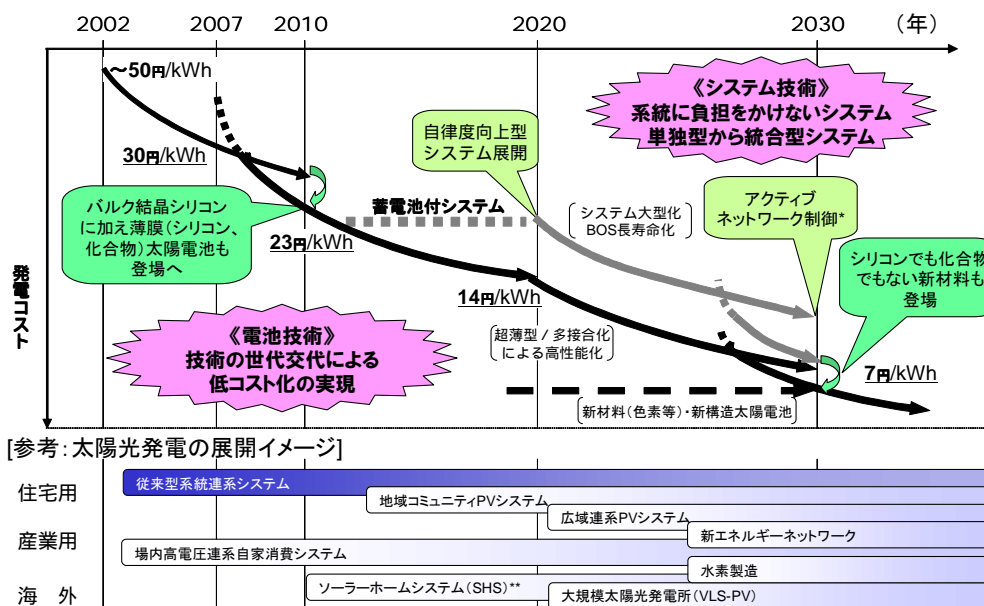 2002
2007
2010
2020
2030
(年)
~50円/kWh
《システム技術》
系統に負担をかけないシステム
単独型から統合型システム
自律度向上型
システム展開
30円/kWh
バルク結晶シリコン
に加え薄膜(シリコン、
化合物)太陽電池も
登場へ
蓄電池付システム
システム大型化
BOS長寿命化
アクティブ
ネットワーク制御*
23円/kWh
シリコンでも化合物
でもない新材料も
登場
発電コスト
14円/kWh
《電池技術》
技術の世代交代による
低コスト化の実現
超薄型/多接合化
による高性能化
7円/kWh
新材料(色素等)・新構造太陽電池
[参考:太陽光発電の展開イメージ]
住宅用
従来型系統連系システム
地域コミュニティPVシステム
広域連系PVシステム
産業用
新エネルギーネットワーク
場内高電圧連系自家消費システム
水素製造
海 外
ソーラーホームシステム(SHS)**
大規模太陽光発電所(VLS-PV)